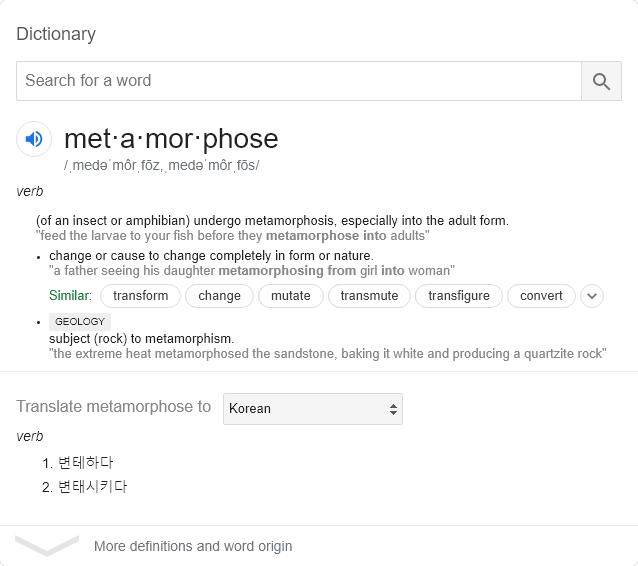 Dictionary
Search for a word
met·a·mor·phose
/ˌmedəˈmôrˌfōz,ˌmedəˈmôrˌfōs/
verb
(of an insect or amphibian) undergo metamorphosis, especially into the adult form.
"feed the larvae to your fish before they metamorphose into adults"
• change or cause to change completely in form or nature.
"a father seeing his daughter metamorphosing from girl into woman"
Similar: transform change mutate transmute transfigure convert
• GEOLOGY
subject (rock) to metamorphism.
"the extreme heat metamorphosed the sandstone, baking it white and producing a quartzite rock"
Translate metamorphose to Korean
verb
1. 변테하다
2. 변태시키다
More definitions and word origin